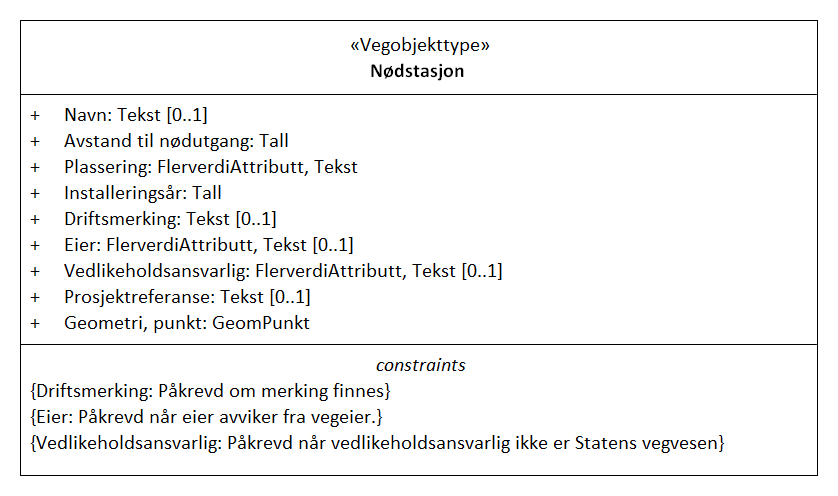 «Vegobjekttype»
Nødstasjon
+ Navn: Tekst [0..1]
+ Avstand til nødutgang: Tall
+ Plassering: FlerverdiAttributt, Tekst
+ Installeringsår: Tall
+ Driftsmerking: Tekst [0..1]
+ Eier: FlerverdiAttributt, Tekst [0..1]
+ Vedlikeholdsansvarlig: FlerverdiAttributt, Tekst [0..1]
+ Prosjektreferanse: Tekst [0..1]
+ Geometri, punkt: GeomPunkt
constraints
{Driftsmerking: Påkrevd om merking finnes}
{Eier: Påkrevd når eier avviker fra vegeier.}
{Vedlikeholdsansvarlig: Påkrevd når vedlikeholdsansvarlig ikke er Statens vegvesen}